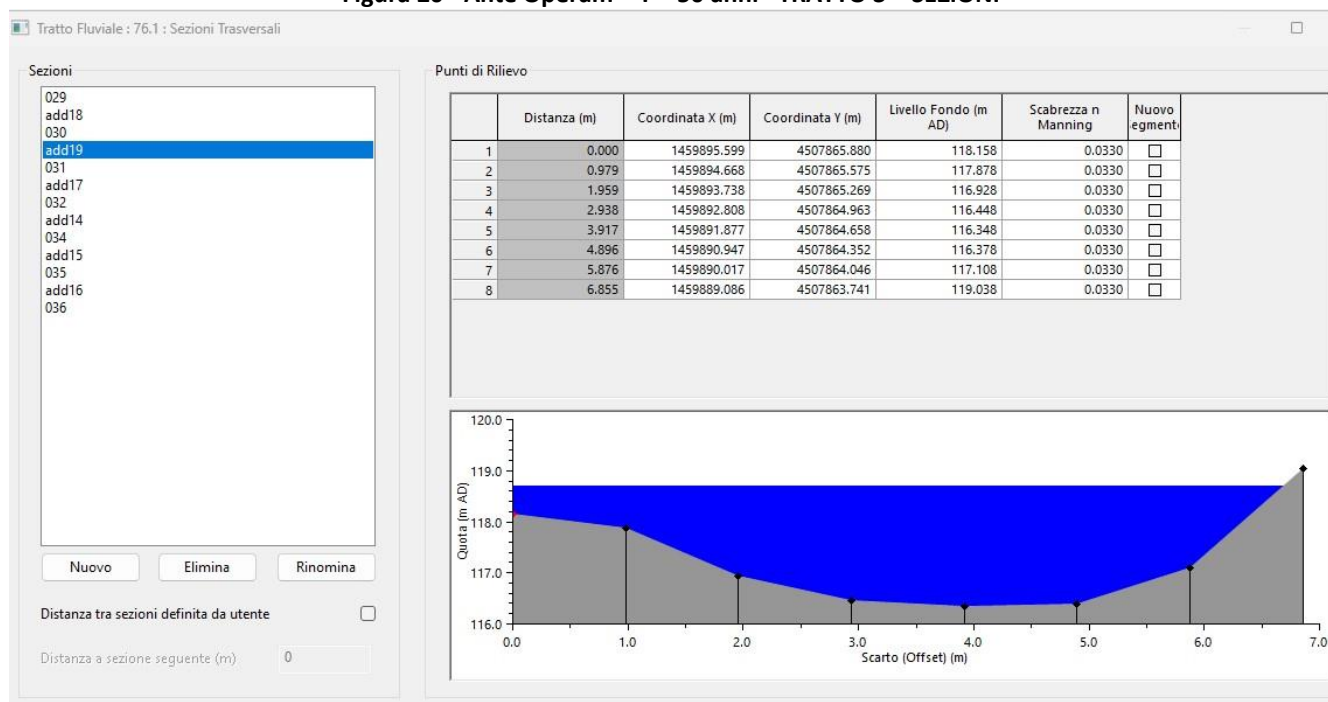 Figura - Ante Operam anni - TRATTO SEZIONI
Tratto Fluviale : 76.1 : Sezioni Trasversali
Sezioni
029
add18
030
add19
031
add17
032
add14
034
add15
035
add16
036
Nuovo Elimina Rinomina
Distanza tra sezioni definita da utente
Distanza a sezione seguente (m) 0
Punti di Rilievo
Distanza (m) Coordinata X (m) Coordinata Y (m) Livello Fondo (m AD) Scabrezza n Manning Nuovo egment
1 0.000 1459895.599 4507865.880 118.158 0.0330
2 0.979 1459894.668 4507865.575 117.878 0.0330
3 1.959 1459893.738 4507865.269 116.928 0.0330
4 2.938 1459892.808 4507864.963 116.448 0.0330
5 3.917 1459891.877 4507864.658 116.348 0.0330
6 4.896 1459890.947 4507864.352 116.378 0.0330
7 5.876 1459890.017 4507864.046 117.108 0.0330
8 6.855 1459889.086 4507863.741 119.038 0.0330
120.0
119.0
118.0
117.0
116.0
Quota (m AD)
0.0 1.0 2.0 3.0 4.0 5.0 6.0 7.0
Scarto (Offset) (m)